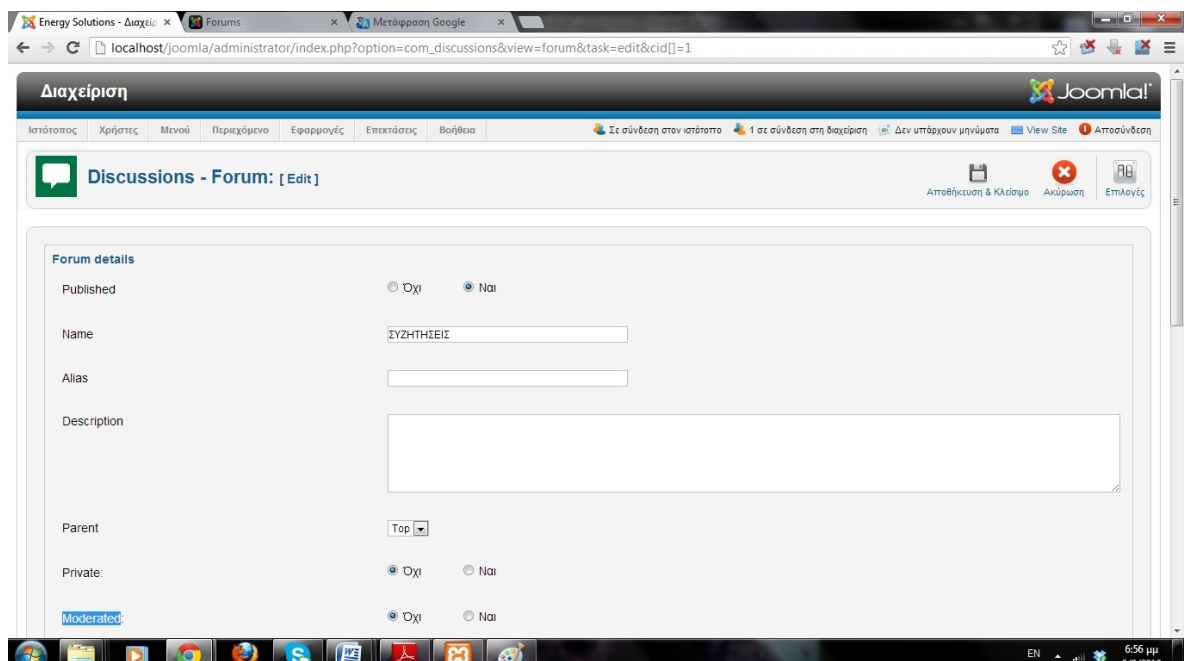 Energy Solutions - Διαχείρ
Forums
Μετάφραση Google
localhost/joomla/administrator/index.php?option=com_discussions&view=forum&task=edit&cid[]=1
Διαχείριση
Joomla!
Ιστότοπος Χρήστες Μενού Περιεχόμενο Εφαρμογές Επεκτάσεις Βοήθεια Σε σύνδεση στον ιστότοπο 1 σε σύνδεση στη διαχείριση Δεν υπάρχουν μηνύματα View Site Αποσύνδεση
Discussions - Forum: [ Edit ]
Αποθήκευση & Κλείσιμο Ακύρωση Επιλογές
Forum details
Published Όχι Ναι
Name ΣΥΖΗΤΗΣΕΙΣ
Alias
Description
Parent Top
Private: Όχι Ναι
Moderated: Όχι Ναι
EN 6:56 μμ